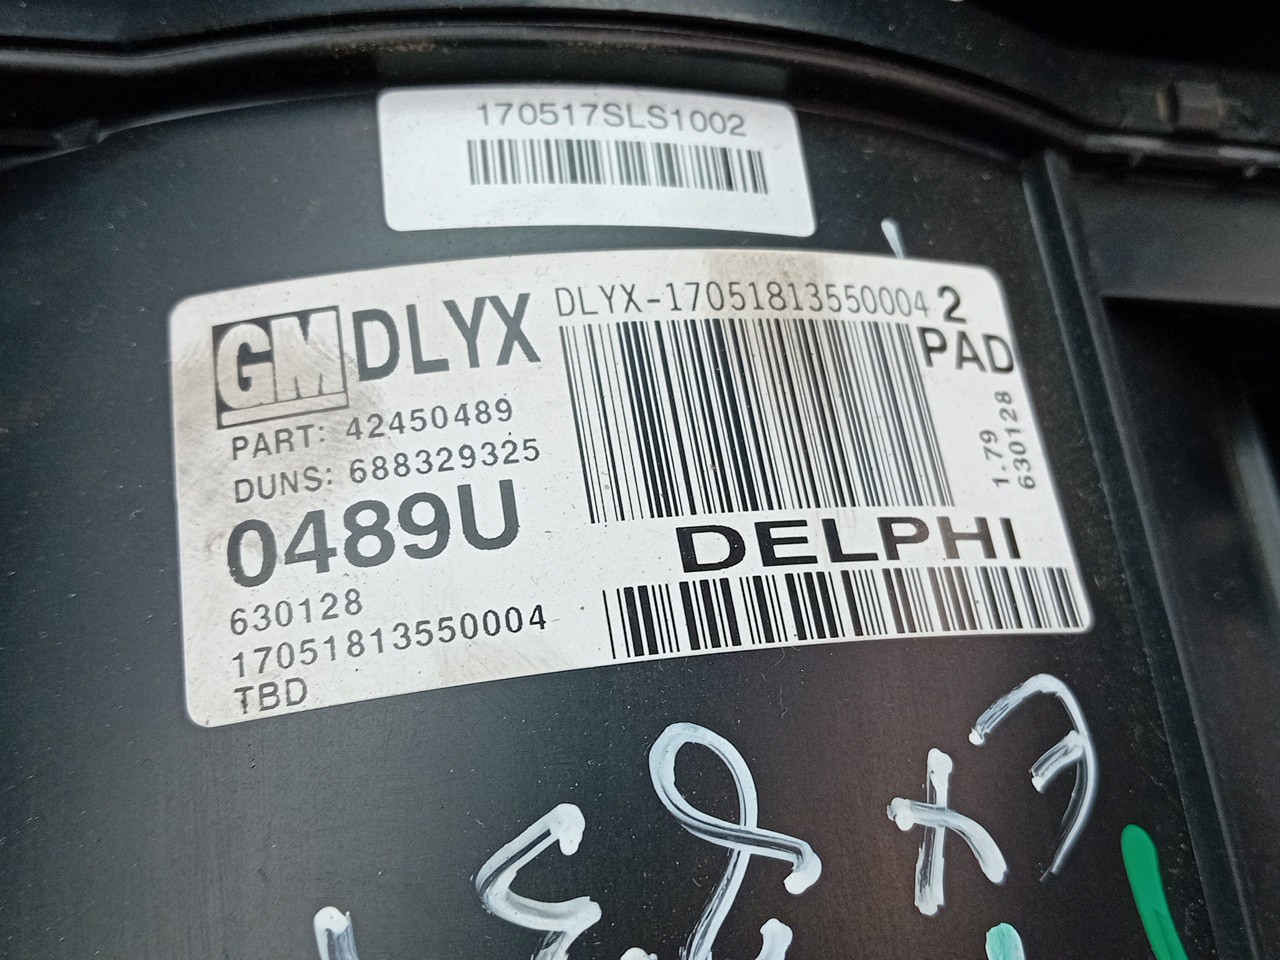 170517SLS1002
GM DLYX
DLYX-17051813550004 2
PAD
PART: 42450489
DUNS: 688329325
1.79
630128
0489U
DELPHI
630128
17051813550004
TBD